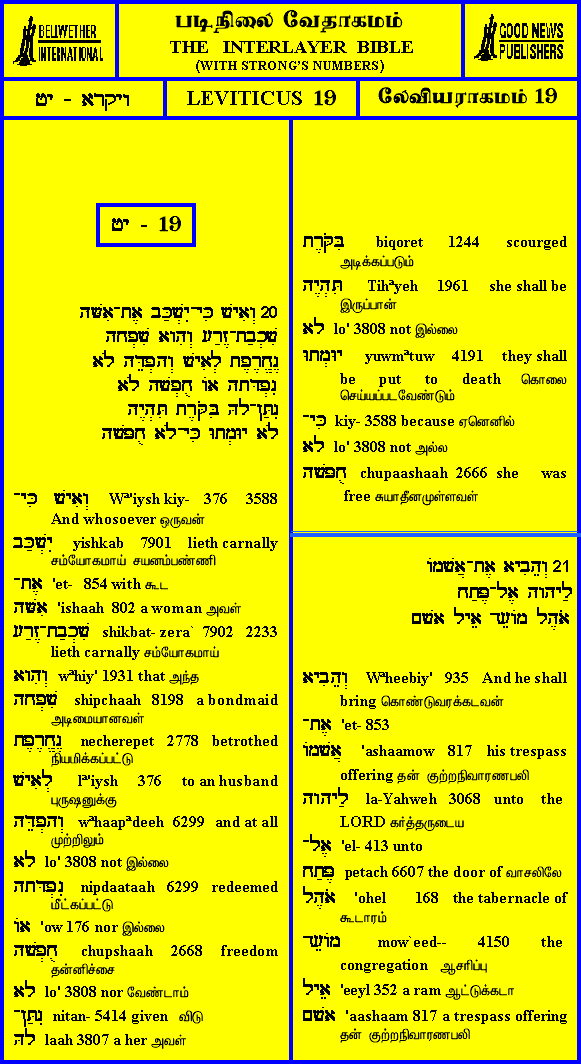 BELLWETHER
INTERNATIONAL
படிநிலை வேதாகமம்
THE INTERLAYER BIBLE
(WITH STRONG'S NUMBERS)
GOOD NEWS
PUBLISHERS
ויקרא - יט
LEVITICUS 19
லேவியராகமம் 19
יט - 19
20 וְאִישׁ כִּי־יִשְׁכַּב אֶת־אִשָּׁה
שִׁכְבַת־זֶרַע וְהִוא שִׁפְחָה
נֶחֱרֶפֶת לְאִישׁ וְהָפְדֵּה לֹא
נִפְדָּתָה אוֹ חֻפְשָׁה לֹא
נִתַּן־לָהּ בִּקֹּרֶת תִּהְיֶה
לֹא יוּמְתוּ כִּי־לֹא חֻפָּשָׁה
וְאִישׁ כִּי־ Wª'iysh kiy- 376 3588
And whosoever ஒருவன்
יִשְׁכַּב yishkab 7901 lieth carnally
சம்யோகமாய் சயனம்பண்ணி
אֶת־ 'et- 854 with கூட
אִשָּׁה 'ishaah 802 a woman அவள்
שִׁכְבַת־זֶרַע shikbat- zera` 7902 2233
lieth carnally சம்யோகமாய்
וְהִוא wªhiy' 1931 that அந்த
שִׁפְחָה shipchaah 8198 a bondmaid
அடிமையானவள்
נֶחֱרֶפֶת necherepet 2778 betrothed
நியமிக்கப்பட்டு
לְאִישׁ lª'iysh 376 to an husband
புருஷனுக்கு
וְהָפְדֵּה wªhaapªdeeh 6299 and at all
முற்றிலும்
לֹא lo' 3808 not இல்லை
נִפְדָּתָה nipdaataah 6299 redeemed
மீட்கப்பட்டு
אוֹ 'ow 176 nor இல்லை
חֻפְשָׁה chupshaah 2668 freedom
தன்னிச்சை
לֹא lo' 3808 nor வேண்டாம்
נִתַּן־ nitan- 5414 given விடு
לָהּ laah 3807 a her அவள்
בִּקֹּרֶת biqoret 1244 scourged
அடிக்கப்படும்
תִּהְיֶה Tihªyeh 1961 she shall be
இருப்பான்
לֹא lo' 3808 not இல்லை
יוּמְתוּ yuwmªtuw 4191 they shall
be put to death கொலை
செய்யப்படவேண்டும்
כִּי־ kiy- 3588 because ஏனெனில்
לֹא lo' 3808 not அல்ல
חֻפָּשָׁה chupaashaah 2666 she was
free சுயாதீனமுள்ளவள்
21 וְהֵבִיא אֶת־אֲשָׁמוֹ
לַיהוה אֶל־פֶּתַח
אֹהֶל מוֹעֵד אֵיל אָשָׁם
וְהֵבִיא Wªheebiy' 935 And he shall
bring கொண்டுவரக்கடவன்
אֶת־ 'et- 853
אֲשָׁמוֹ 'ashaamow 817 his trespass
offering தன் குற்றநிவாரணபலி
לַיהוה la-Yahweh 3068 unto the
LORD கர்த்தருடைய
אֶל־ 'el- 413 unto
פֶּתַח petach 6607 the door of வாசலிலே
אֹהֶל 'ohel 168 the tabernacle of
கூடாரம்
מוֹעֵד mow`eed-- 4150 the
congregation ஆசரிப்பு
אֵיל 'eeyl 352 a ram ஆட்டுக்கடா
אָשָׁם 'aashaam 817 a trespass offering
தன் குற்றநிவாரணபலி